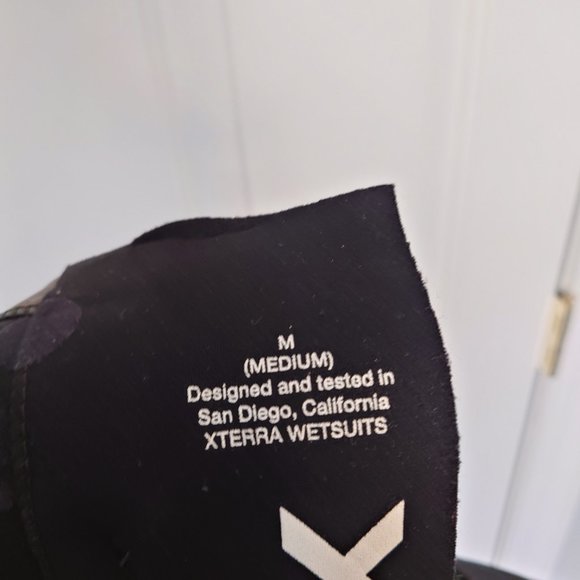 M
(MEDIUM)
Designed and tested in
San Diego, California
XTERRA WETSUITS
X